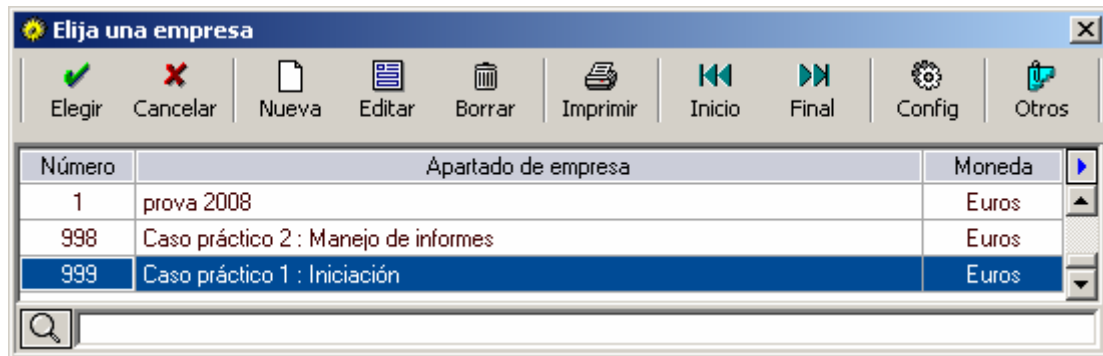 Elija una empresa
Elegir Cancelar Nueva Editar Borrar Imprimir Inicio Final Config Otros
Número Apartado de empresa Moneda
1 prova 2008 Euros
998 Caso práctico 2 : Manejo de informes Euros
999 Caso práctico 1 : Iniciación Euros